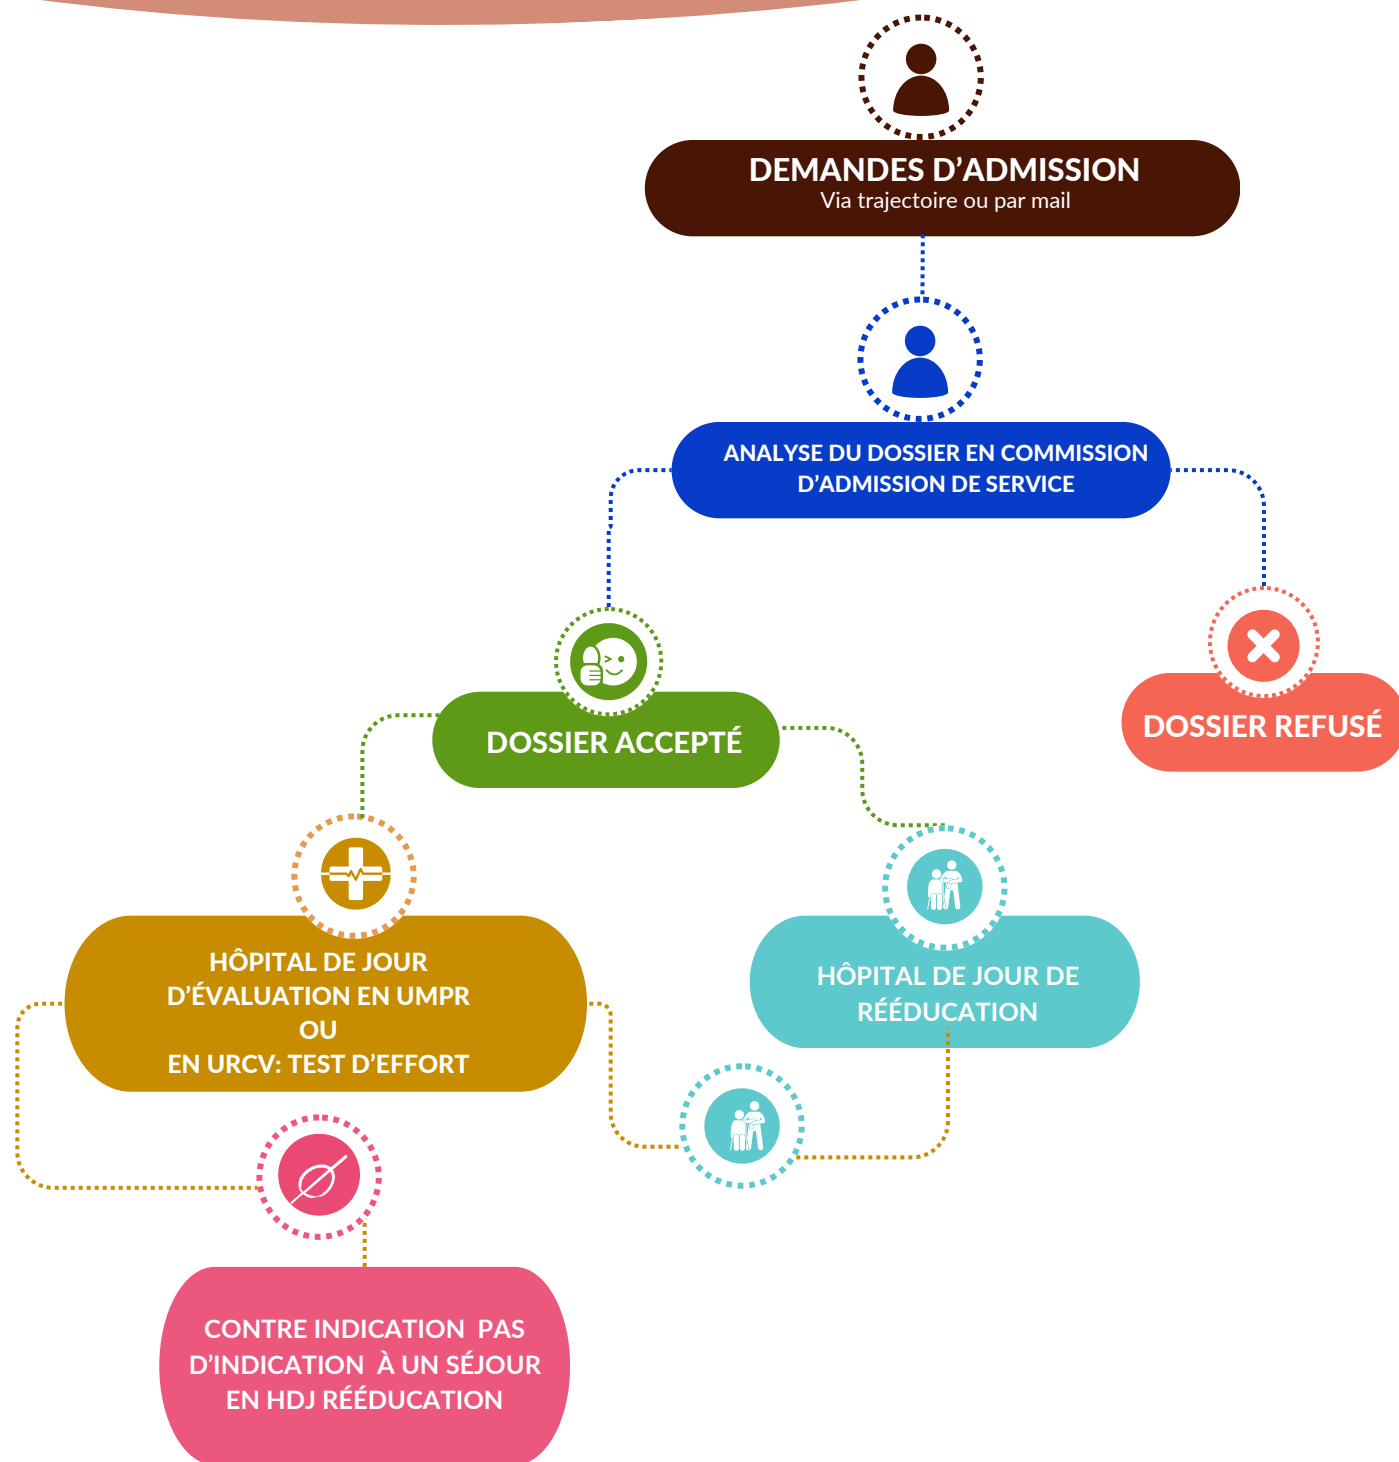 DEMANDES D’ADMISSION
Via trajectoire ou par mail
ANALYSE DU DOSSIER EN COMMISSION
D’ADMISSION DE SERVICE
DOSSIER ACCEPTÉ
DOSSIER REFUSÉ
HÔPITAL DE JOUR
D’ÉVALUATION EN UMPR
OU
EN URCV: TEST D’EFFORT
HÔPITAL DE JOUR DE
RÉÉDUCATION
CONTRE INDICATION  PAS
D’INDICATION  À UN SÉJOUR
EN HDJ RÉÉDUCATION